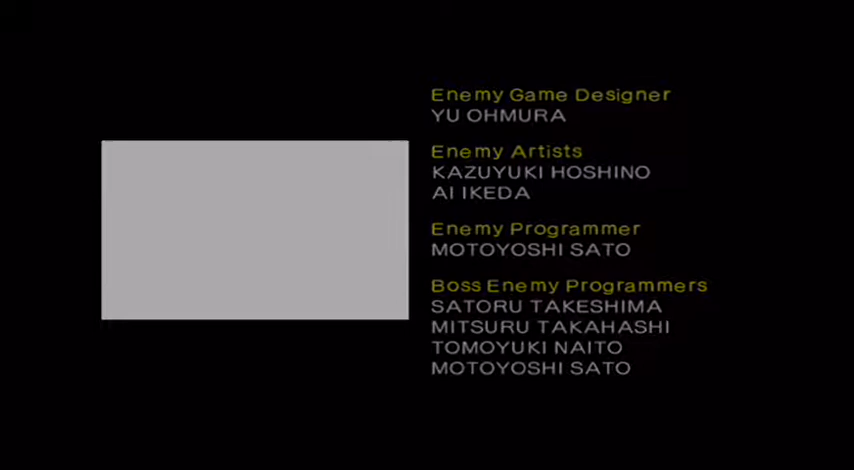 Enemy Game Designer
YU OHMURA
Enemy Artists
KAZUYUKI HOSHINO
AI IKEDA
Enemy Programmer
MOTOYOSHI SATO
Boss Enemy Programmers
SATORU TAKESHIMA
MITSURU TAKAHASHI
TOMOYUKI NAITO
MOTOYOSHI SATO